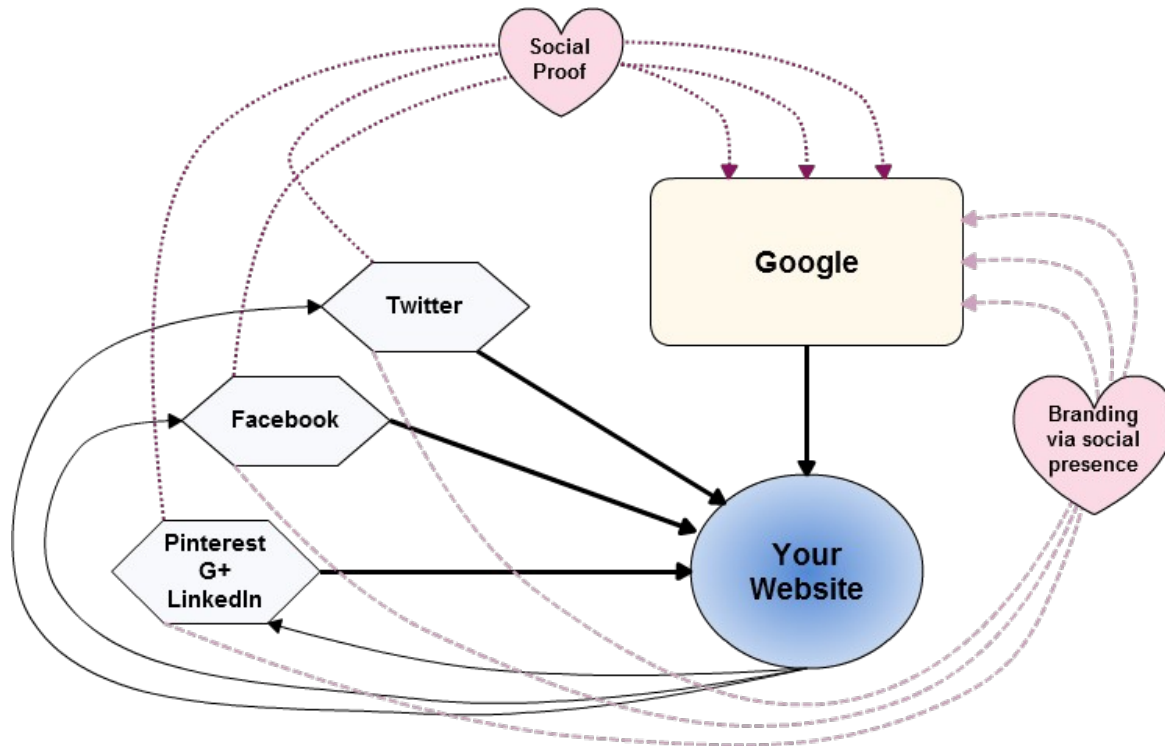 Social
Proof
Google
Twitter
Facebook
Branding
via social
presence
Pinterest
G+
LinkedIn
Your
Website